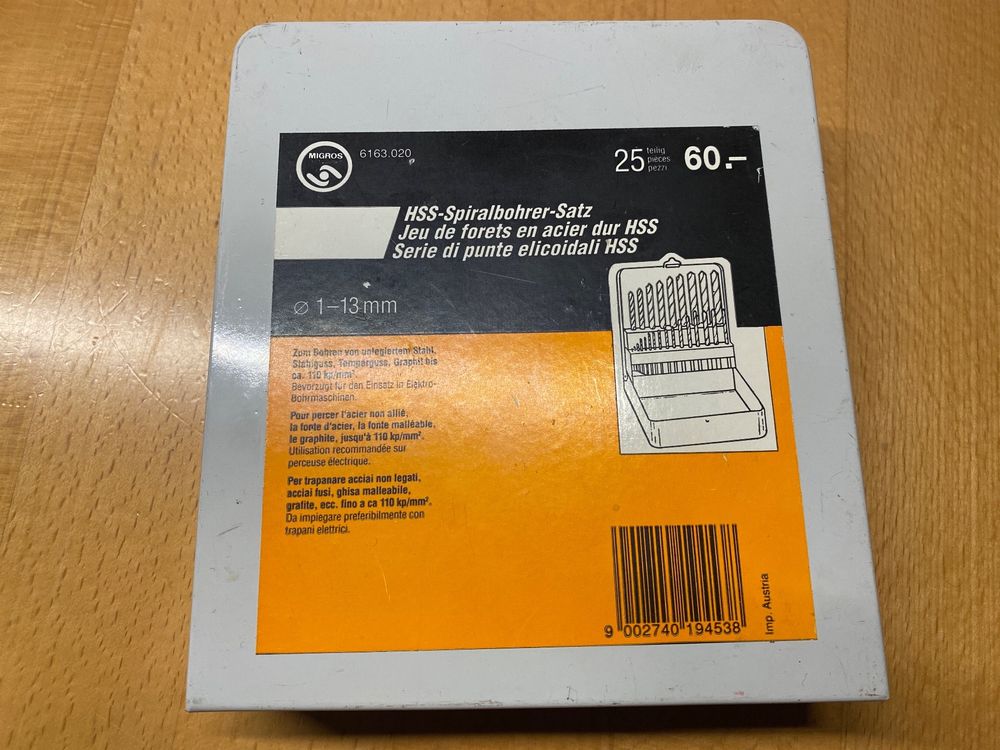 MIGROS
6163.020
25 teilig
pièces
pezzi
60.–
HSS-Spiralbohrer-Satz
Jeu de forets en acier dur HSS
Serie di punte elicoidali HSS
∅ 1–13 mm
Zum Bohren von unlegiertem Stahl,
Stahlguss, Temperguss, Graphit bis
ca. 110 kp/mm².
Bevorzugt für den Einsatz in Elektro-
Bohrmaschinen.
Pour percer l'acier non allié,
la fonte d'acier, la fonte malléable,
le graphite, jusqu'à 110 kp/mm².
Utilisation recommandée sur
perceuse électrique.
Per trapanare acciai non legati,
acciai fusi, ghisa malleabile,
grafite, ecc. fino a ca 110 kp/mm².
Da impiegare preferibilmente con
trapani elettrici.
9 002740 194538
Imp. Austria